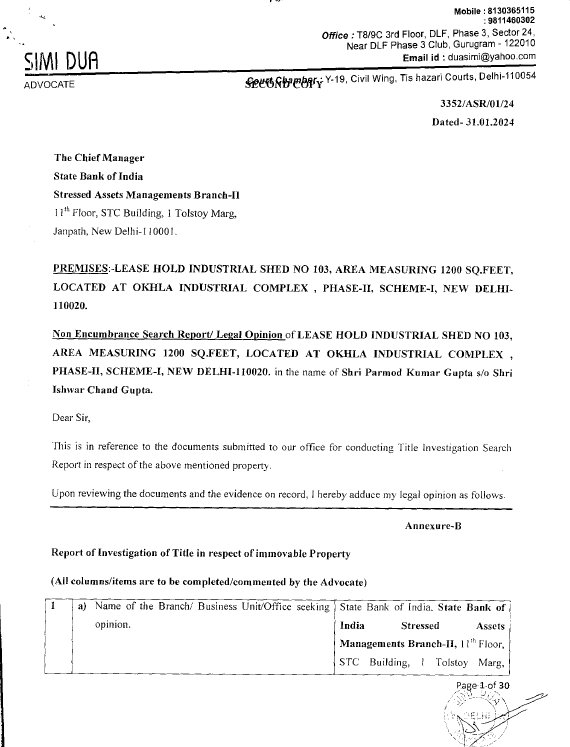 Mobile : 8130365115
: 9811460302
Office : T8/9C 3rd Floor, DLF, Phase 3, Sector 24,
Near DLF Phase 3 Club, Gurugram - 122010
Email id : duasimi@yahoo.com
SIMI DUA
ADVOCATE
Court Chamber: Y-19, Civil Wing, Tis hazari Courts, Delhi-110054
SECOND COPY
3352/ASR/01/24
Dated- 31.01.2024
The Chief Manager
State Bank of India
Stressed Assets Managements Branch-II
11th Floor, STC Building, 1 Tolstoy Marg,
Janpath, New Delhi-110001.
PREMISES:-LEASE HOLD INDUSTRIAL SHED NO 103, AREA MEASURING 1200 SQ.FEET,
LOCATED AT OKHLA INDUSTRIAL COMPLEX , PHASE-II, SCHEME-I, NEW DELHI-
110020.
Non Encumbrance Search Report/ Legal Opinion of LEASE HOLD INDUSTRIAL SHED NO 103,
AREA MEASURING 1200 SQ.FEET, LOCATED AT OKHLA INDUSTRIAL COMPLEX ,
PHASE-II, SCHEME-I, NEW DELHI-110020. in the name of Shri Parmod Kumar Gupta s/o Shri
Ishwar Chand Gupta.
Dear Sir,
This is in reference to the documents submitted to our office for conducting Title Investigation Search
Report in respect of the above mentioned property.
Upon reviewing the documents and the evidence on record, I hereby adduce my legal opinion as follows.
Annexure-B
Report of Investigation of Title in respect of immovable Property
(All columns/items are to be completed/commented by the Advocate)
1 a) Name of the Branch/ Business Unit/Office seeking State Bank of India, State Bank of
opinion. India Stressed Assets
Managements Branch-II, 11th Floor,
STC Building, 1 Tolstoy Marg,
Page 1 of 30
SIMI DUA
DELHI